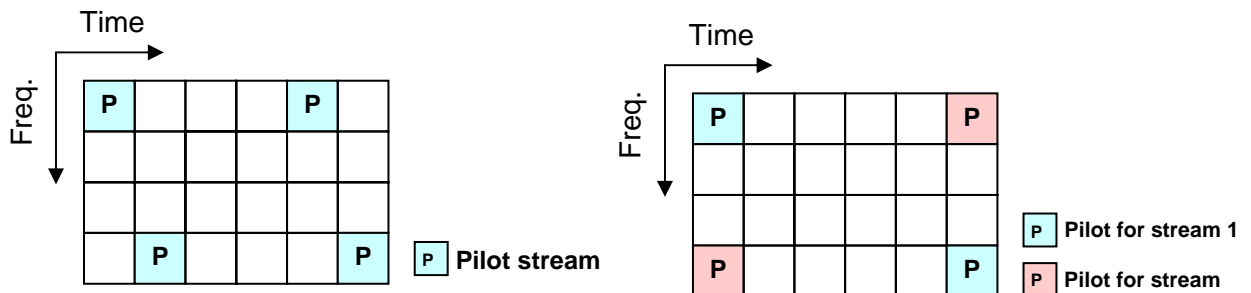 Time
Freq.
P P
P P
P Pilot stream
Time
Freq.
P P
P P
P Pilot for stream 1
P Pilot for stream